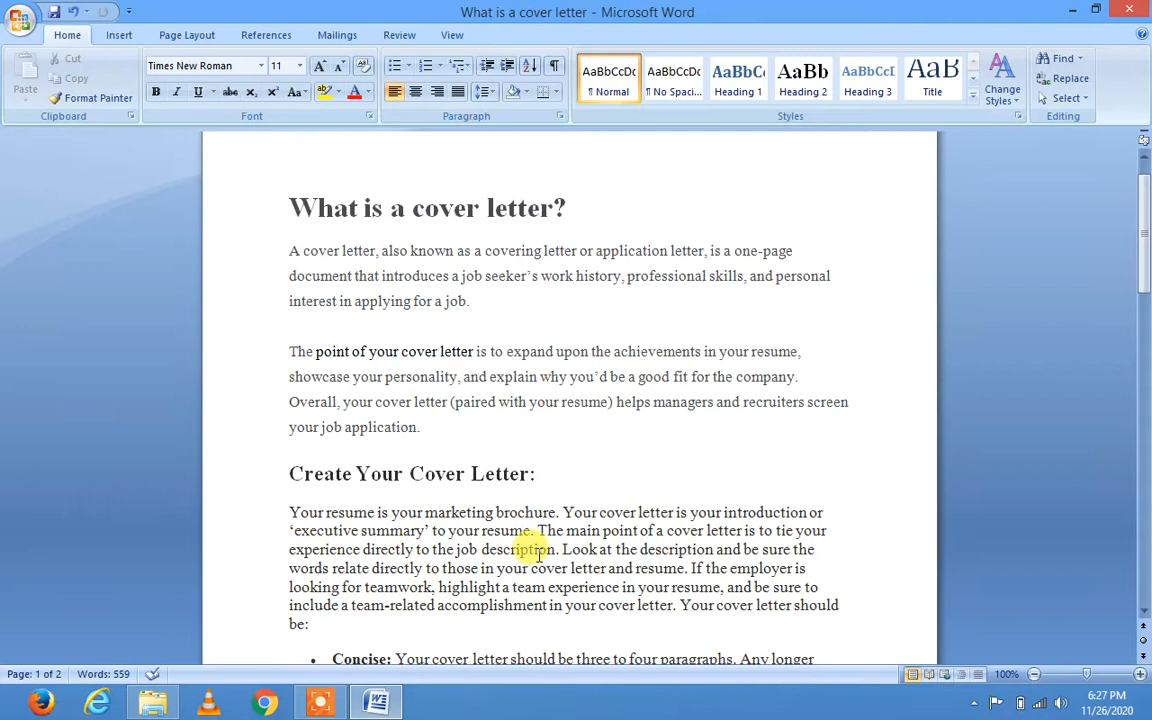 What is a cover letter - Microsoft Word
Home Insert Page Layout References Mailings Review View
Paste
Cut
Copy
Format Painter
Clipboard
Times New Roman 11
B I U abc X₂ X² Aa
Font
Paragraph
AaBbCcDc AaBbCcDc AaBbC AaBb AaBbCcI AaB
¶ Normal ¶ No Spaci... Heading 1 Heading 2 Heading 3 Title
Change
Styles
Styles
Find
Replace
Select
Editing
What is a cover letter?
A cover letter, also known as a covering letter or application letter, is a one-page
document that introduces a job seeker’s work history, professional skills, and personal
interest in applying for a job.
The point of your cover letter is to expand upon the achievements in your resume,
showcase your personality, and explain why you’d be a good fit for the company.
Overall, your cover letter (paired with your resume) helps managers and recruiters screen
your job application.
Create Your Cover Letter:
Your resume is your marketing brochure. Your cover letter is your introduction or
‘executive summary’ to your resume. The main point of a cover letter is to tie your
experience directly to the job description. Look at the description and be sure the
words relate directly to those in your cover letter and resume. If the employer is
looking for teamwork, highlight a team experience in your resume, and be sure to
include a team-related accomplishment in your cover letter. Your cover letter should
be:
• Concise: Your cover letter should be three to four paragraphs. Any longer
Page: 1 of 2 Words: 559
100%
6:27 PM
11/26/2020